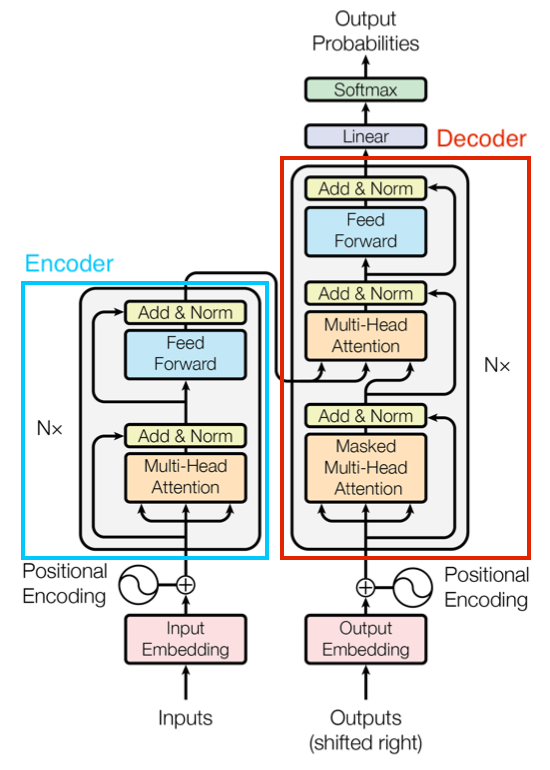 Output
Probabilities
Softmax
Linear
Decoder
Add & Norm
Feed
Forward
Add & Norm
Multi-Head
Attention
N×
Add & Norm
Masked
Multi-Head
Attention
Encoder
Add & Norm
Feed
Forward
N×
Add & Norm
Multi-Head
Attention
Positional
Encoding
Positional
Encoding
Input
Embedding
Output
Embedding
Inputs
Outputs
(shifted right)